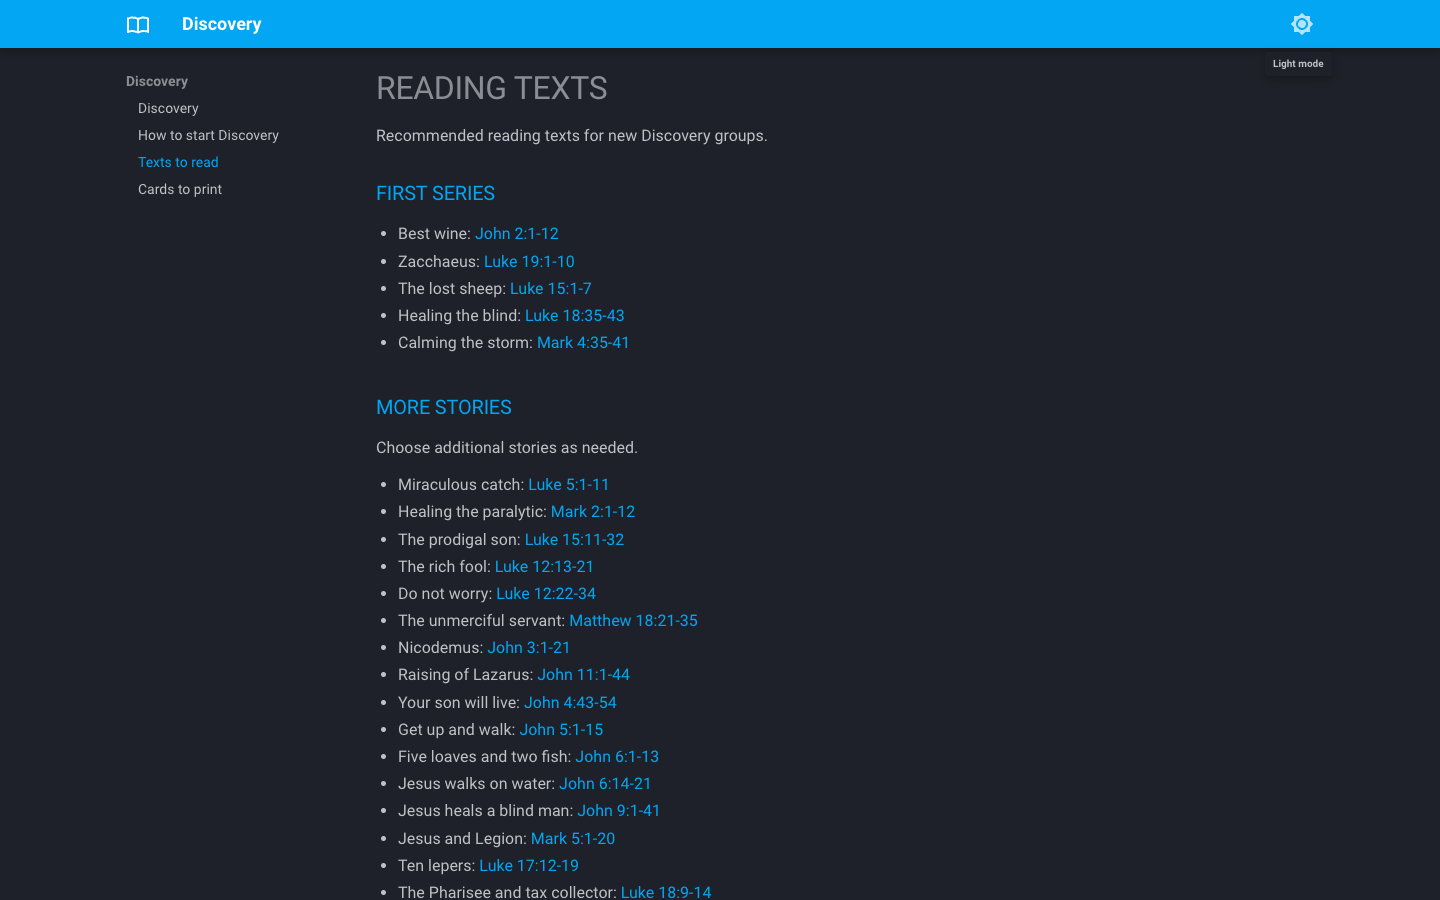 Discovery
Light mode
Discovery
Discovery
How to start Discovery
Texts to read
Cards to print
READING TEXTS
Recommended reading texts for new Discovery groups.
FIRST SERIES
Best wine: John 2:1-12
Zacchaeus: Luke 19:1-10
The lost sheep: Luke 15:1-7
Healing the blind: Luke 18:35-43
Calming the storm: Mark 4:35-41
MORE STORIES
Choose additional stories as needed.
Miraculous catch: Luke 5:1-11
Healing the paralytic: Mark 2:1-12
The prodigal son: Luke 15:11-32
The rich fool: Luke 12:13-21
Do not worry: Luke 12:22-34
The unmerciful servant: Matthew 18:21-35
Nicodemus: John 3:1-21
Raising of Lazarus: John 11:1-44
Your son will live: John 4:43-54
Get up and walk: John 5:1-15
Five loaves and two fish: John 6:1-13
Jesus walks on water: John 6:14-21
Jesus heals a blind man: John 9:1-41
Jesus and Legion: Mark 5:1-20
Ten lepers: Luke 17:12-19
The Pharisee and tax collector: Luke 18:9-14